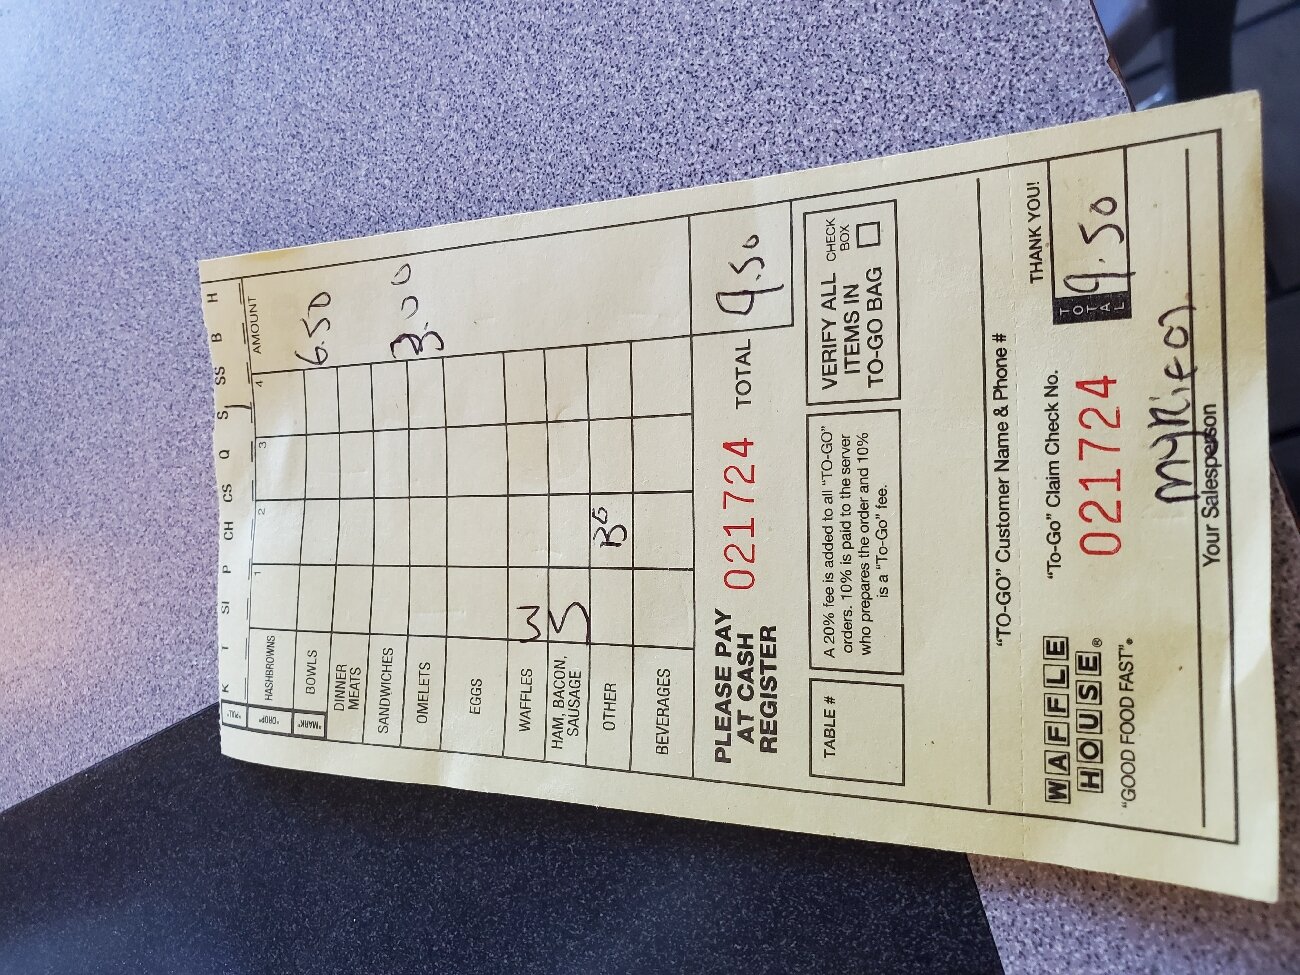 K T SI P CH CS Q S SS B H
"PULL"
"DROP" HASHBROWNS 1 2 3 4 AMOUNT
"MARK" BOWLS 6.50
DINNER
MEATS
SANDWICHES
OMELETS 3.00
EGGS
WAFFLES W
HAM, BACON,
SAUSAGE S
OTHER
BEVERAGES
PLEASE PAY
AT CASH
REGISTER
021724 TOTAL 9.50
TABLE #
A 20% fee is added to all "TO-GO"
orders. 10% is paid to the server
who prepares the order and 10%
is a "To-Go" fee.
VERIFY ALL
ITEMS IN
TO-GO BAG
CHECK
BOX
"TO-GO" Customer Name & Phone #
WAFFLE
HOUSE®
"GOOD FOOD FAST".
"To-Go" Claim Check No.
021724
THANK YOU!
TOTAL 9.50
Your Salesperson